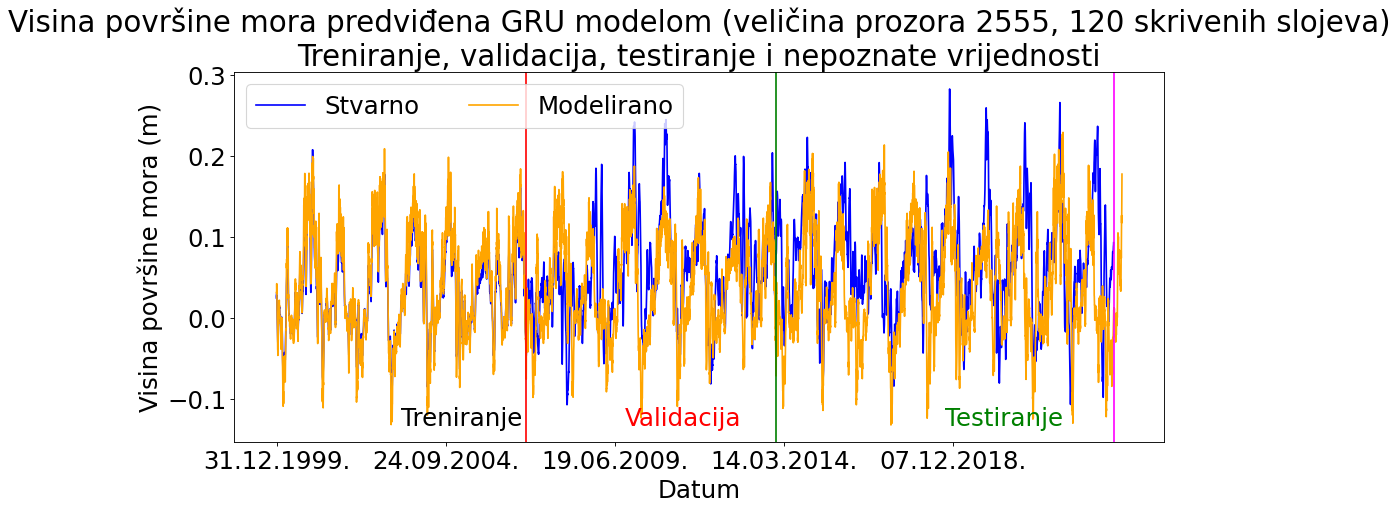 Visina površine mora predviđena GRU modelom (veličina prozora 2555, 120 skrivenih slojeva)
Treniranje, validacija, testiranje i nepoznate vrijednosti
Stvarno
Modelirano
Visina površine mora (m)
0.3
0.2
0.1
0.0
−0.1
Treniranje
Validacija
Testiranje
31.12.1999.
24.09.2004.
19.06.2009.
14.03.2014.
07.12.2018.
Datum